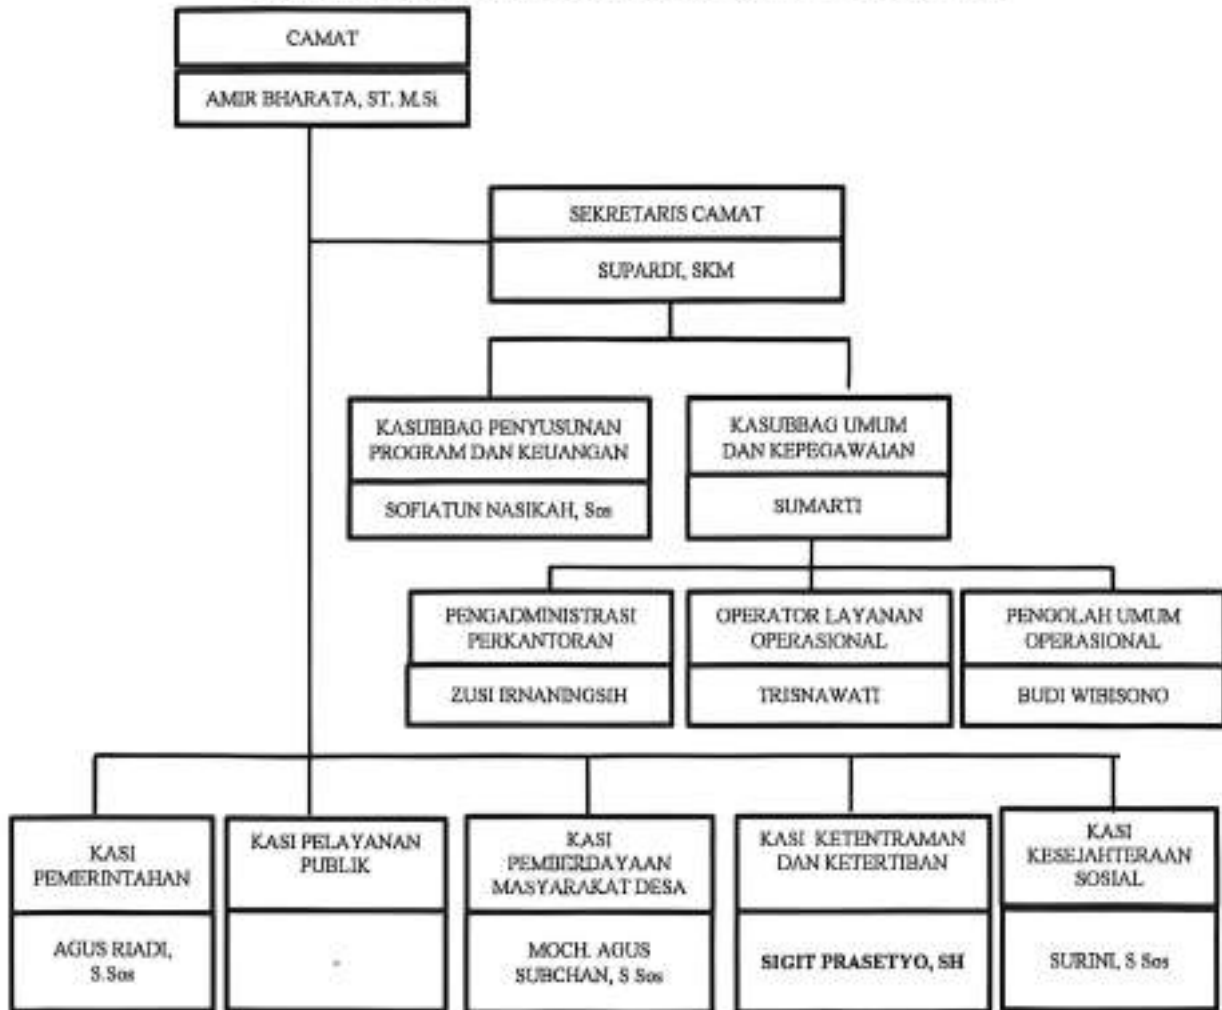 CAMAT
AMIR BHARATA, ST. M.Si
SEKRETARIS CAMAT
SUPARDI, SKM
KASUBBAG PENYUSUNAN
PROGRAM DAN KEUANGAN
SOFIATUN NASIKAH, Sos
KASUBBAG UMUM
DAN KEPEGAWAIAN
SUMARTI
PENGADMINISTRASI
PERKANTORAN
ZUSI IRNANINGSIH
OPERATOR LAYANAN
OPERASIONAL
TRISNAWATI
PENGOLAH UMUM
OPERASIONAL
BUDI WIBISONO
KASI
PEMERINTAHAN
AGUS RIADI,
S.Sos
KASI PELAYANAN
PUBLIK
-
KASI
PEMBERDAYAAN
MASYARAKAT DESA
MOCH. AGUS
SUBCHAN, S Sos
KASI KETENTRAMAN
DAN KETERTIBAN
SIGIT PRASETYO, SH
KASI
KESEJAHTERAAN
SOSIAL
SURINI, S Sos